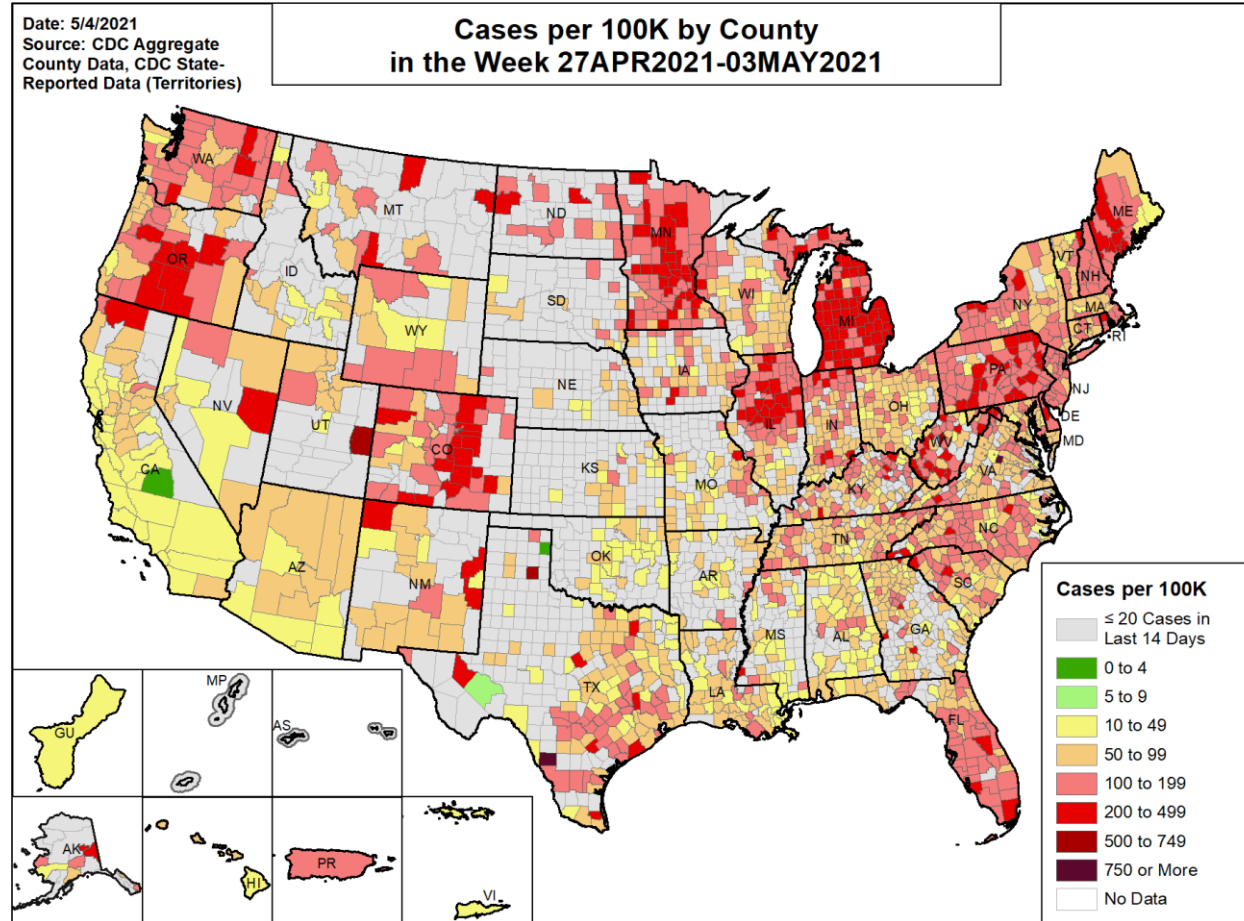 Date: 5/4/2021
Source: CDC Aggregate
County Data, CDC State-
Reported Data (Territories)
Cases per 100K by County
in the Week 27APR2021-03MAY2021
WA
MT
ND
MN
ME
OR
ID
SD
WI
VT
NH
NY
MA
CT
RI
WY
MI
IA
NE
PA
NJ
NV
UT
CO
IL
IN
OH
DE
MD
WV
VA
CA
KS
MO
KY
NC
TN
OK
AR
SC
AZ
NM
MS
AL
GA
TX
LA
FL
GU
MP
AS
AK
HI
PR
VI
Cases per 100K
≤ 20 Cases in
Last 14 Days
0 to 4
5 to 9
10 to 49
50 to 99
100 to 199
200 to 499
500 to 749
750 or More
No Data